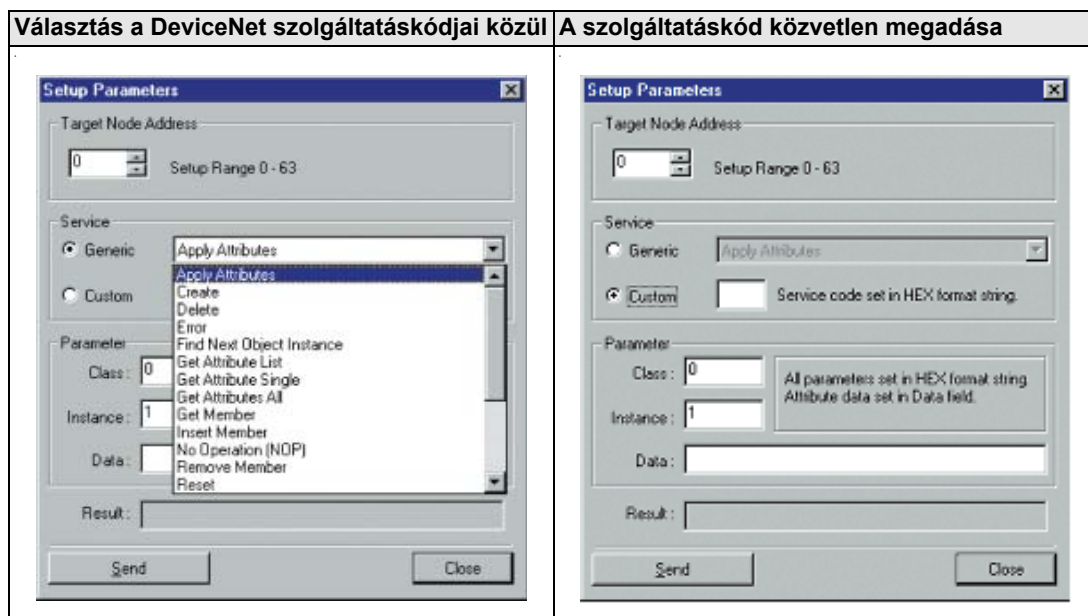 Választás a DeviceNet szolgáltatáskódjai közül
A szolgáltatáskód közvetlen megadása
Setup Parameters
Target Node Address
0
Setup Range 0 - 63
Service
Generic
Apply Attributes
Apply Attributes
Create
Custom
Delete
Error
Find Next Object Instance
Parameter
Get Attribute List
Class :
0
Get Attribute Single
Get Attributes All
Get Member
Instance :
1
Insert Member
No Operation (NOP)
Data :
Remove Member
Reset
Result :
Send
Close
Setup Parameters
Target Node Address
0
Setup Range 0 - 63
Service
Generic
Apply Attributes
Custom
Service code set in HEX format string.
Parameter
Class :
0
All parameters set in HEX format string.
Attribute data set in Data field.
Instance :
1
Data :
Result :
Send
Close